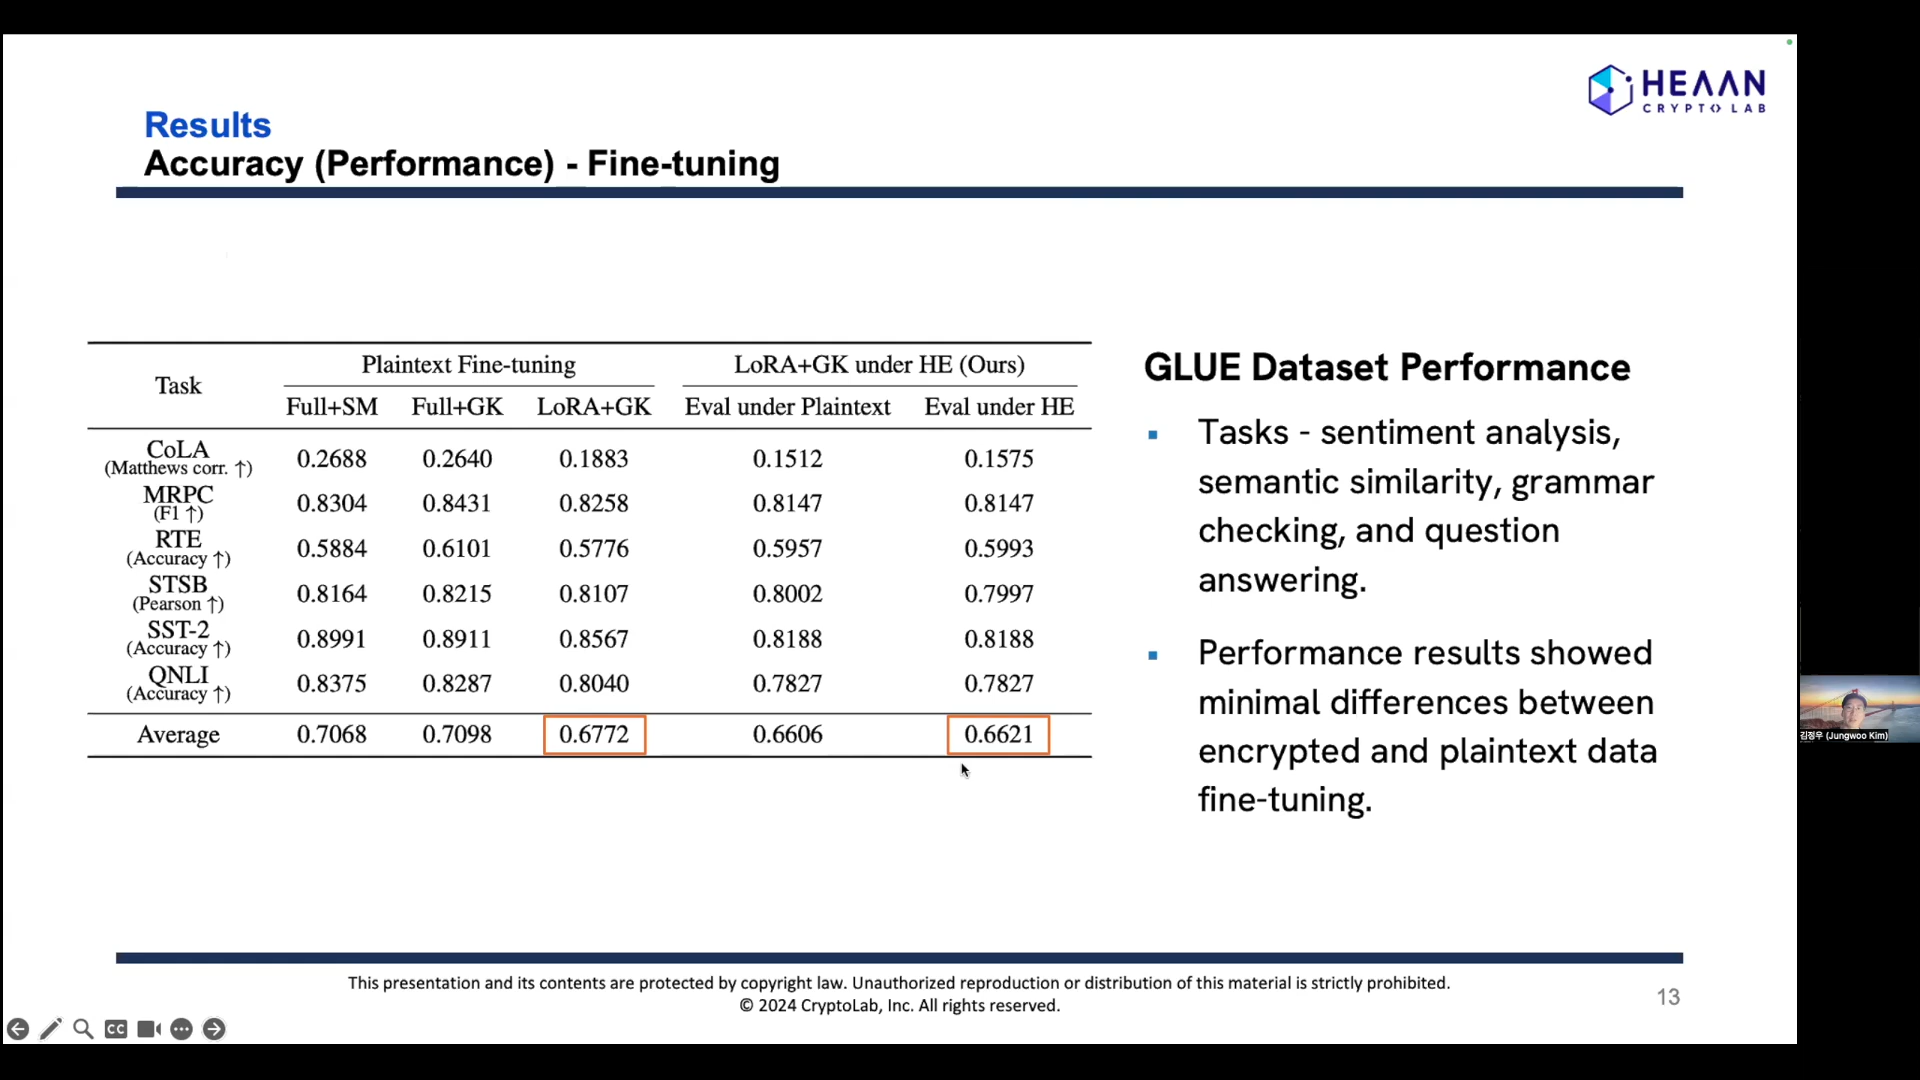 HEAAN
CRYPTO LAB
Results
Accuracy (Performance) - Fine-tuning
Task Plaintext Fine-tuning LoRA+GK under HE (Ours)
Full+SM Full+GK LoRA+GK Eval under Plaintext Eval under HE
CoLA (Matthews corr. ↑) 0.2688 0.2640 0.1883 0.1512 0.1575
MRPC (F1 ↑) 0.8304 0.8431 0.8258 0.8147 0.8147
RTE (Accuracy ↑) 0.5884 0.6101 0.5776 0.5957 0.5993
STSB (Pearson ↑) 0.8164 0.8215 0.8107 0.8002 0.7997
SST-2 (Accuracy ↑) 0.8991 0.8911 0.8567 0.8188 0.8188
QNLI (Accuracy ↑) 0.8375 0.8287 0.8040 0.7827 0.7827
Average 0.7068 0.7098 0.6772 0.6606 0.6621
GLUE Dataset Performance
▪ Tasks - sentiment analysis,
semantic similarity, grammar
checking, and question
answering.
▪ Performance results showed
minimal differences between
encrypted and plaintext data
fine-tuning.
김정우 (Jungwoo Kim)
This presentation and its contents are protected by copyright law. Unauthorized reproduction or distribution of this material is strictly prohibited.
© 2024 CryptoLab, Inc. All rights reserved.
13
CC